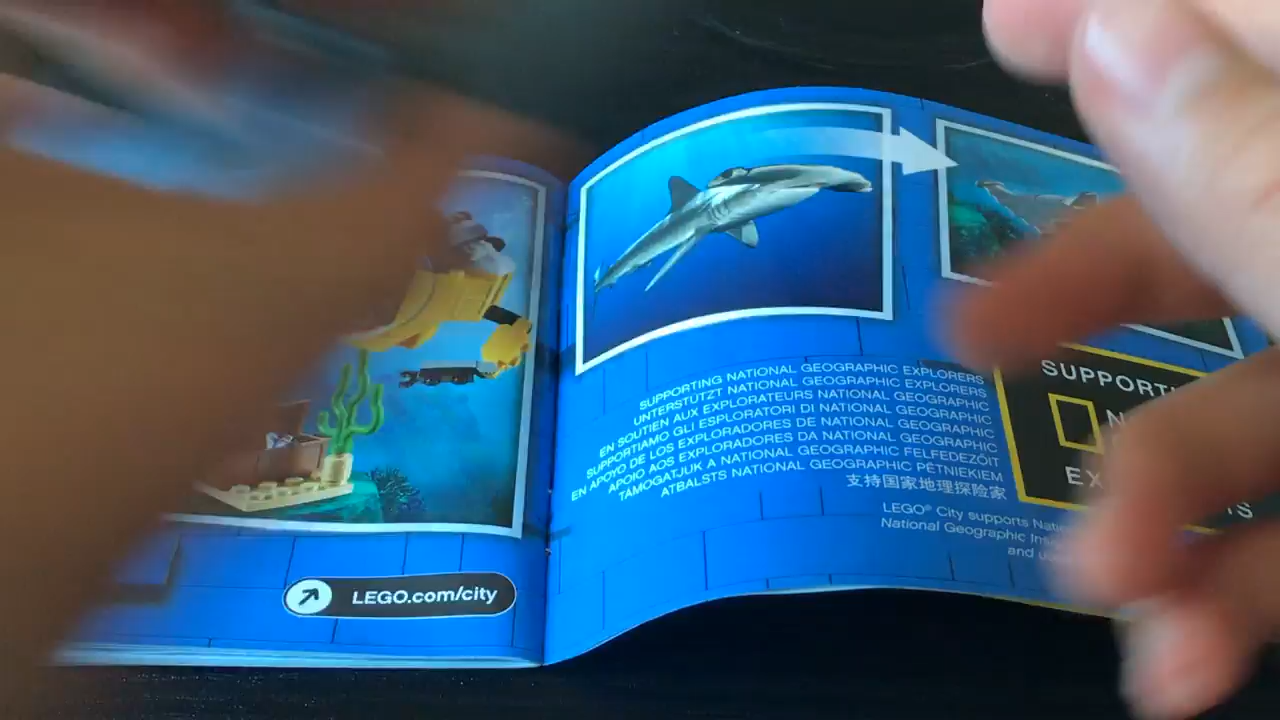 LEGO.com/city
SUPPORTING NATIONAL GEOGRAPHIC EXPLORERS
UNTERSTÜTZT NATIONAL GEOGRAPHIC EXPLORERS
EN SOUTIEN AUX EXPLORATEURS NATIONAL GEOGRAPHIC
SUPPORTIAMO GLI ESPLORATORI DI NATIONAL GEOGRAPHIC
EN APOYO DE LOS EXPLORADORES DE NATIONAL GEOGRAPHIC
APOIO AOS EXPLORADORES DA NATIONAL GEOGRAPHIC
TÁMOGATJUK A NATIONAL GEOGRAPHIC FELFEDEZŐIT
ATBALSTS NATIONAL GEOGRAPHIC PĒTNIEKIEM
支持国家地理探险家
LEGO® City supports
National Geographic